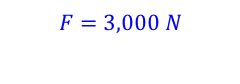 F = 3,000 N